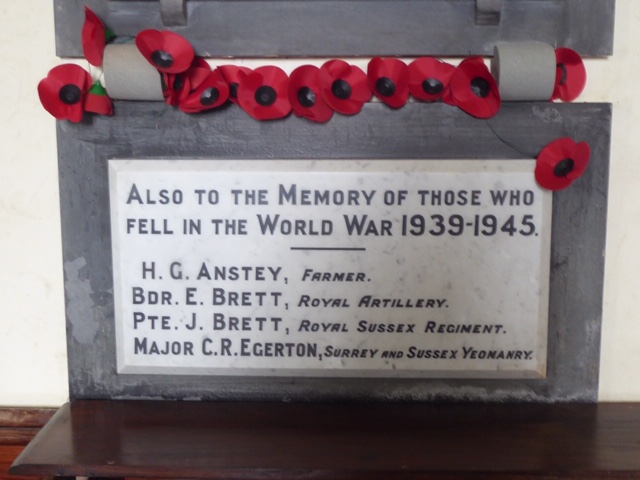 Also to the Memory of those who
fell in the World War 1939-1945.
H. G. Anstey, Farmer.
Bdr. E. Brett, Royal Artillery.
Pte. J. Brett, Royal Sussex Regiment.
Major C.R. Egerton, Surrey and Sussex Yeomanry.